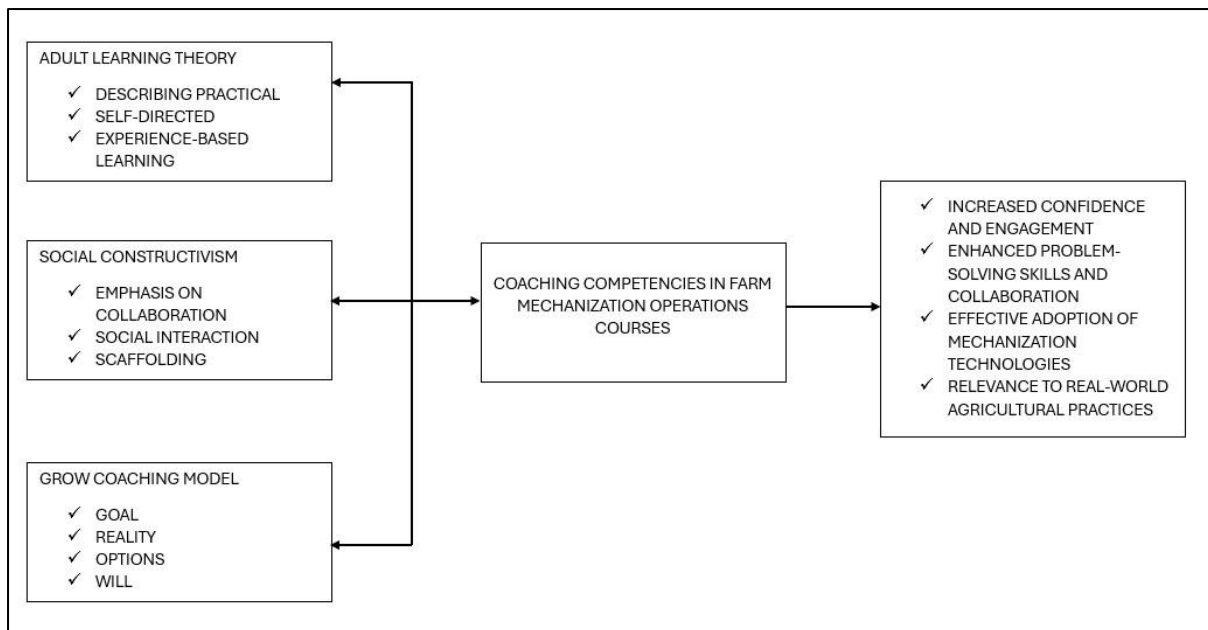 ADULT LEARNING THEORY
✓ DESCRIBING PRACTICAL
✓ SELF-DIRECTED
✓ EXPERIENCE-BASED
LEARNING
SOCIAL CONSTRUCTIVISM
✓ EMPHASIS ON
COLLABORATION
✓ SOCIAL INTERACTION
✓ SCAFFOLDING
GROW COACHING MODEL
✓ GOAL
✓ REALITY
✓ OPTIONS
✓ WILL
COACHING COMPETENCIES IN FARM
MECHANIZATION OPERATIONS
COURSES
✓ INCREASED CONFIDENCE
AND ENGAGEMENT
✓ ENHANCED PROBLEM-
SOLVING SKILLS AND
COLLABORATION
✓ EFFECTIVE ADOPTION OF
MECHANIZATION
TECHNOLOGIES
✓ RELEVANCE TO REAL-WORLD
AGRICULTURAL PRACTICES